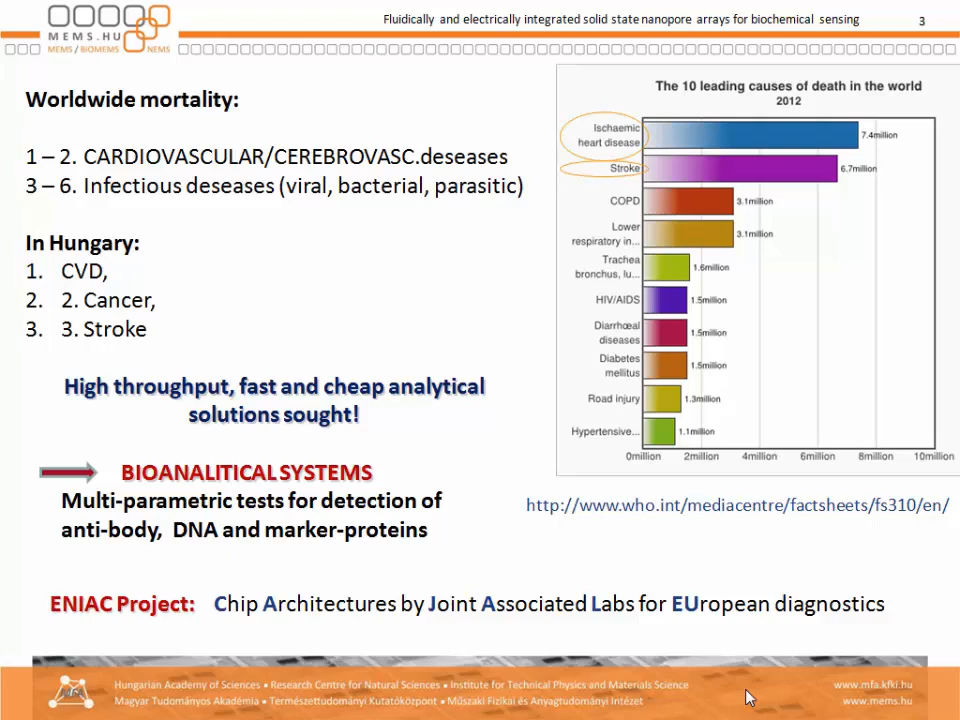 MEMS.HU
MEMS / BIOMEMS NEMS
Fluidically and electrically integrated solid state nanopore arrays for biochemical sensing
3
Worldwide mortality:
1 – 2. CARDIOVASCULAR/CEREBROVASC.deseases
3 – 6. Infectious deseases (viral, bacterial, parasitic)
In Hungary:
1. CVD,
2. 2. Cancer,
3. 3. Stroke
High throughput, fast and cheap analytical
solutions sought!
BIOANALITICAL SYSTEMS
Multi-parametric tests for detection of
anti-body, DNA and marker-proteins
The 10 leading causes of death in the world
2012
Ischaemic
heart disease
7.4million
Stroke
6.7million
COPD
3.1million
Lower
respiratory in...
3.1million
Trachea
bronchus, lu...
1.6million
HIV/AIDS
1.5million
Diarrhœal
diseases
1.5million
Diabetes
mellitus
1.5million
Road injury
1.3million
Hypertensive...
1.1million
0million 2million 4million 6million 8million 10million
http://www.who.int/mediacentre/factsheets/fs310/en/
ENIAC Project: Chip Architectures by Joint Associated Labs for EUropean diagnostics
MFA
Hungarian Academy of Sciences • Research Centre for Natural Sciences • Institute for Technical Physics and Materials Science
www.mfa.kfki.hu
Magyar Tudományos Akadémia • Természettudományi Kutatóközpont • Műszaki Fizikai és Anyagtudományi Intézet
www.mems.hu